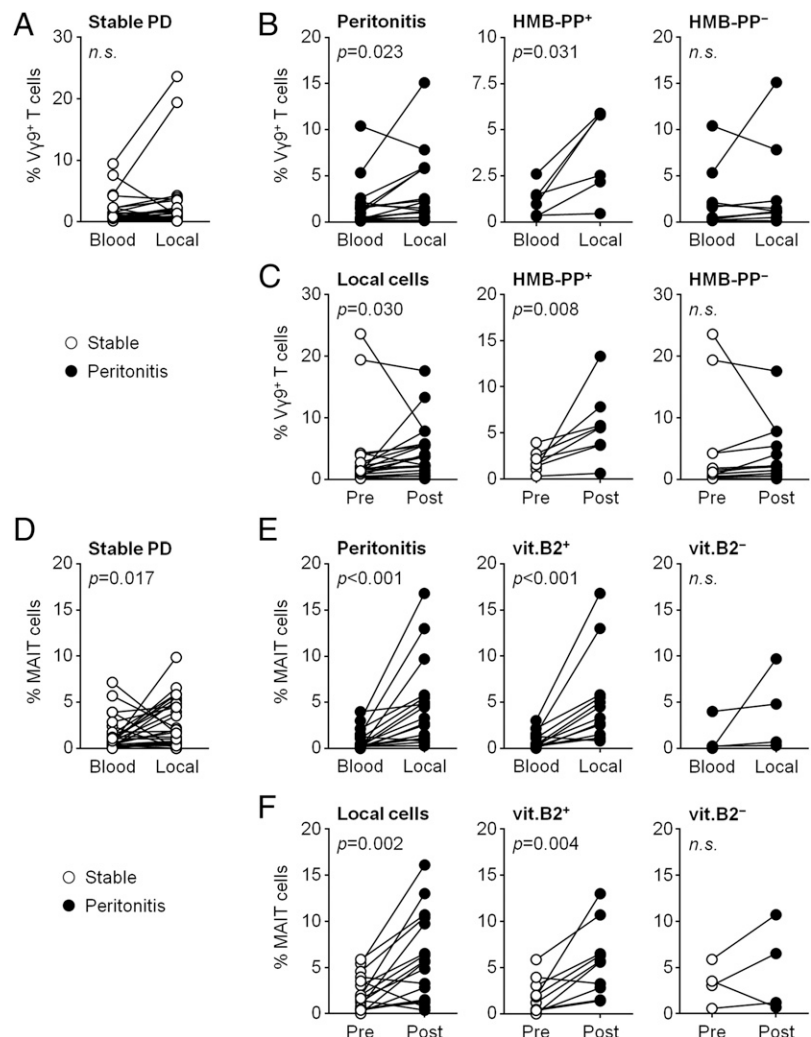 A
Stable PD
n.s.
% Vγ9+ T cells
30
20
10
0
Blood Local
B
Peritonitis
p=0.023
% Vγ9+ T cells
20
15
10
5
0
Blood Local
HMB-PP+
p=0.031
10
7.5
5
2.5
0
Blood Local
HMB-PP−
n.s.
20
15
10
5
0
Blood Local
Stable
Peritonitis
C
Local cells
p=0.030
% Vγ9+ T cells
30
20
10
0
Pre Post
HMB-PP+
p=0.008
20
15
10
5
0
Pre Post
HMB-PP−
n.s.
30
20
10
0
Pre Post
D
Stable PD
p=0.017
% MAIT cells
20
15
10
5
0
Blood Local
E
Peritonitis
p<0.001
% MAIT cells
20
15
10
5
0
Blood Local
vit.B2+
p<0.001
20
15
10
5
0
Blood Local
vit.B2−
n.s.
20
15
10
5
0
Blood Local
Stable
Peritonitis
F
Local cells
p=0.002
% MAIT cells
20
15
10
5
0
Pre Post
vit.B2+
p=0.004
20
15
10
5
0
Pre Post
vit.B2−
n.s.
20
15
10
5
0
Pre Post